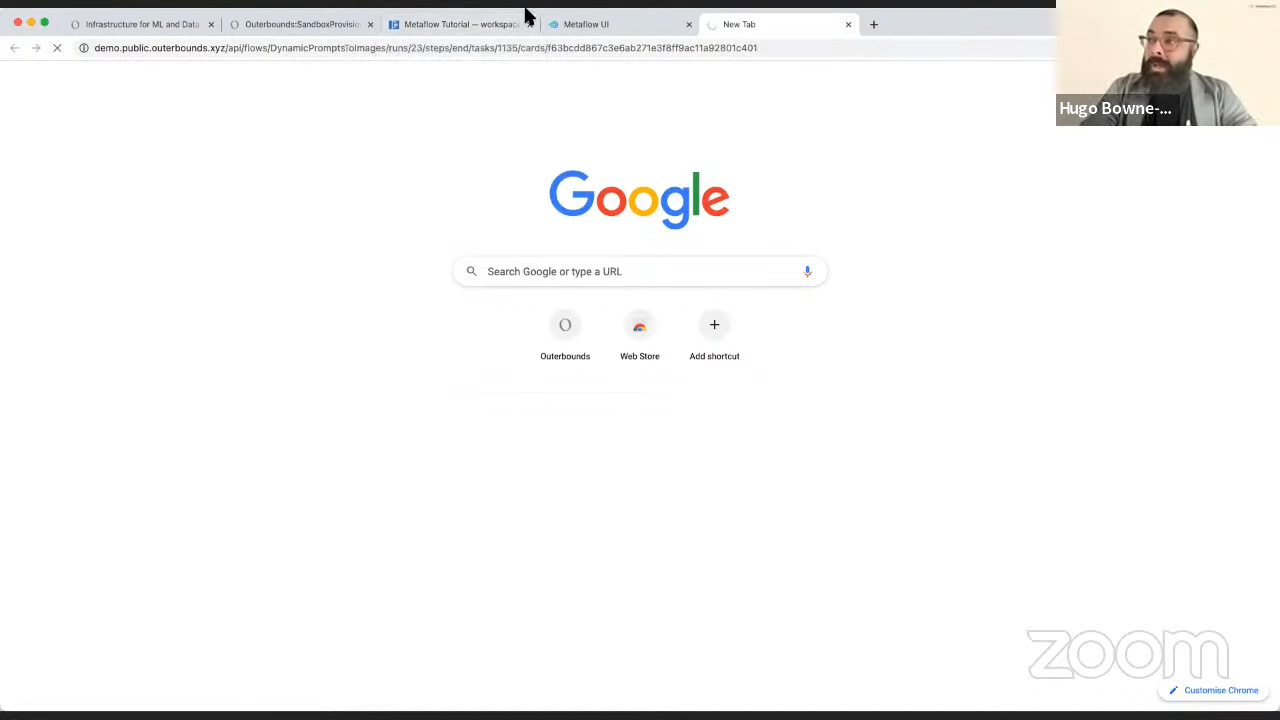 Infrastructure for ML and Data
Outerbounds:SandboxProvisio
Metaflow Tutorial — workspac
Metaflow UI
New Tab
demo.public.outerbounds.xyz/api/flows/DynamicPromptsToImages/runs/23/steps/end/tasks/1135/cards/f63bcdd867c3e6ab271e3f8ff9ac11a92801c401
Hugo Bowne-...
Google
Search Google or type a URL
Outerbounds
Web Store
Add shortcut
zoom
Customise Chrome